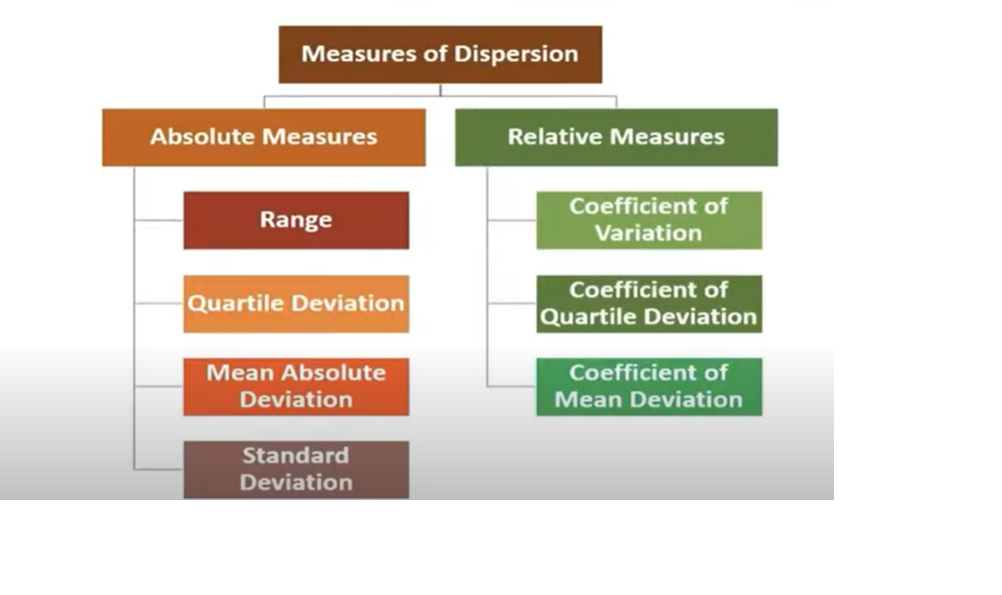 Measures of Dispersion
Absolute Measures
Range
Quartile Deviation
Mean Absolute
Deviation
Standard
Deviation
Relative Measures
Coefficient of
Variation
Coefficient of
Quartile Deviation
Coefficient of
Mean Deviation